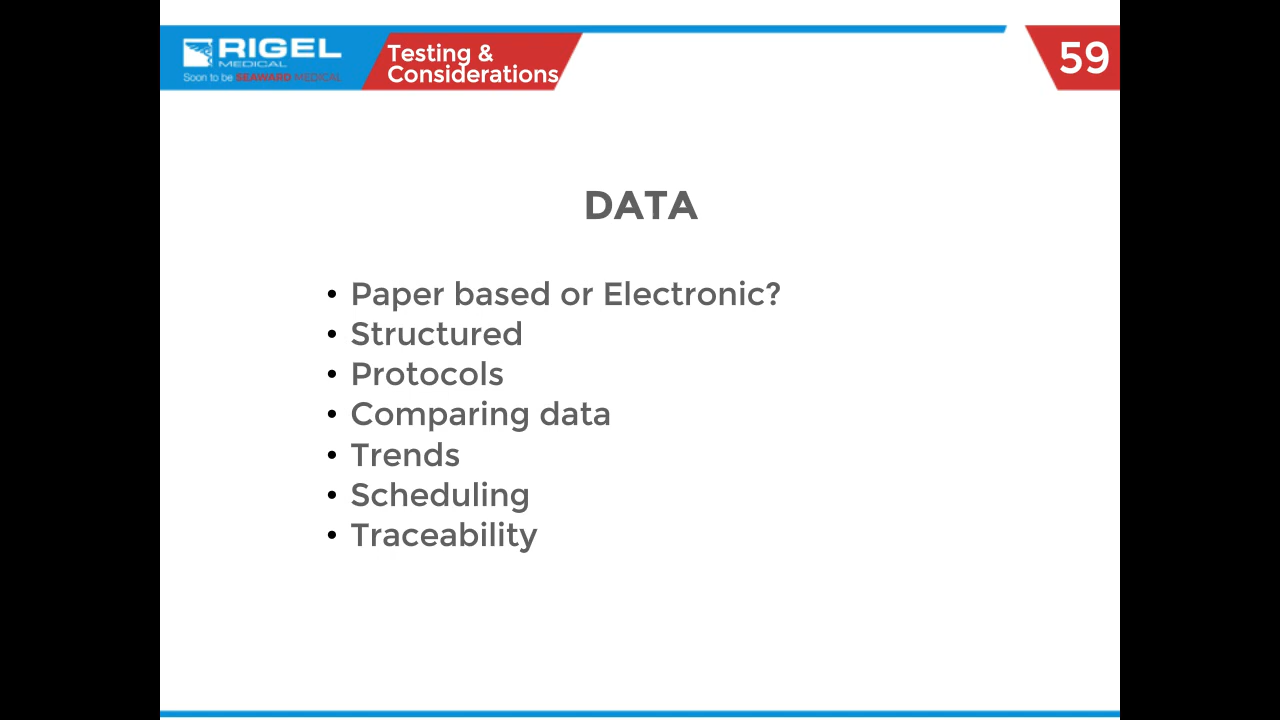 RIGEL
MEDICAL
Soon to be SEAWARD MEDICAL
Testing &
Considerations
59
DATA
• Paper based or Electronic?
• Structured
• Protocols
• Comparing data
• Trends
• Scheduling
• Traceability